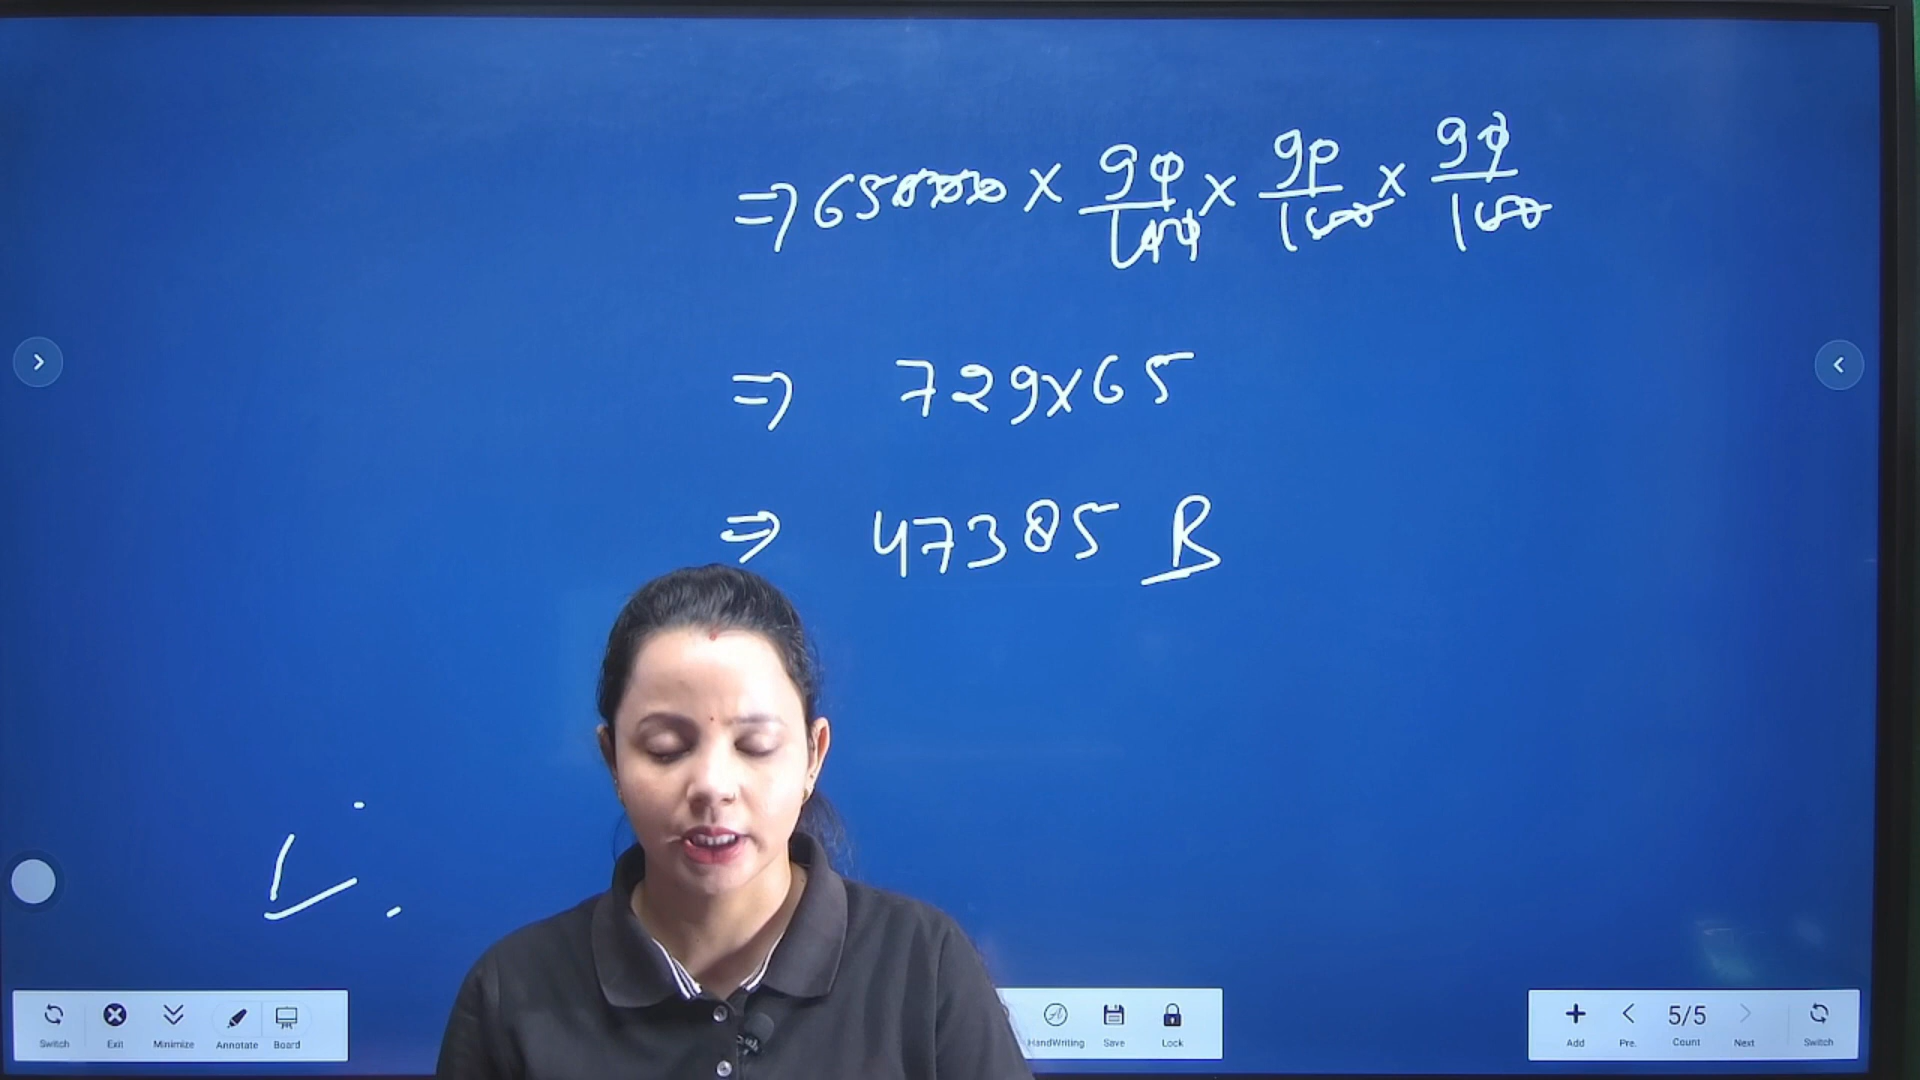 => 65000 × 90/100 × 90/100 × 90/100
=> 729×65
=> 47385 B
Switch Exit Minimize Annotate Board
HandWriting Save Lock
5/5
Add Pre. Count Next Switch